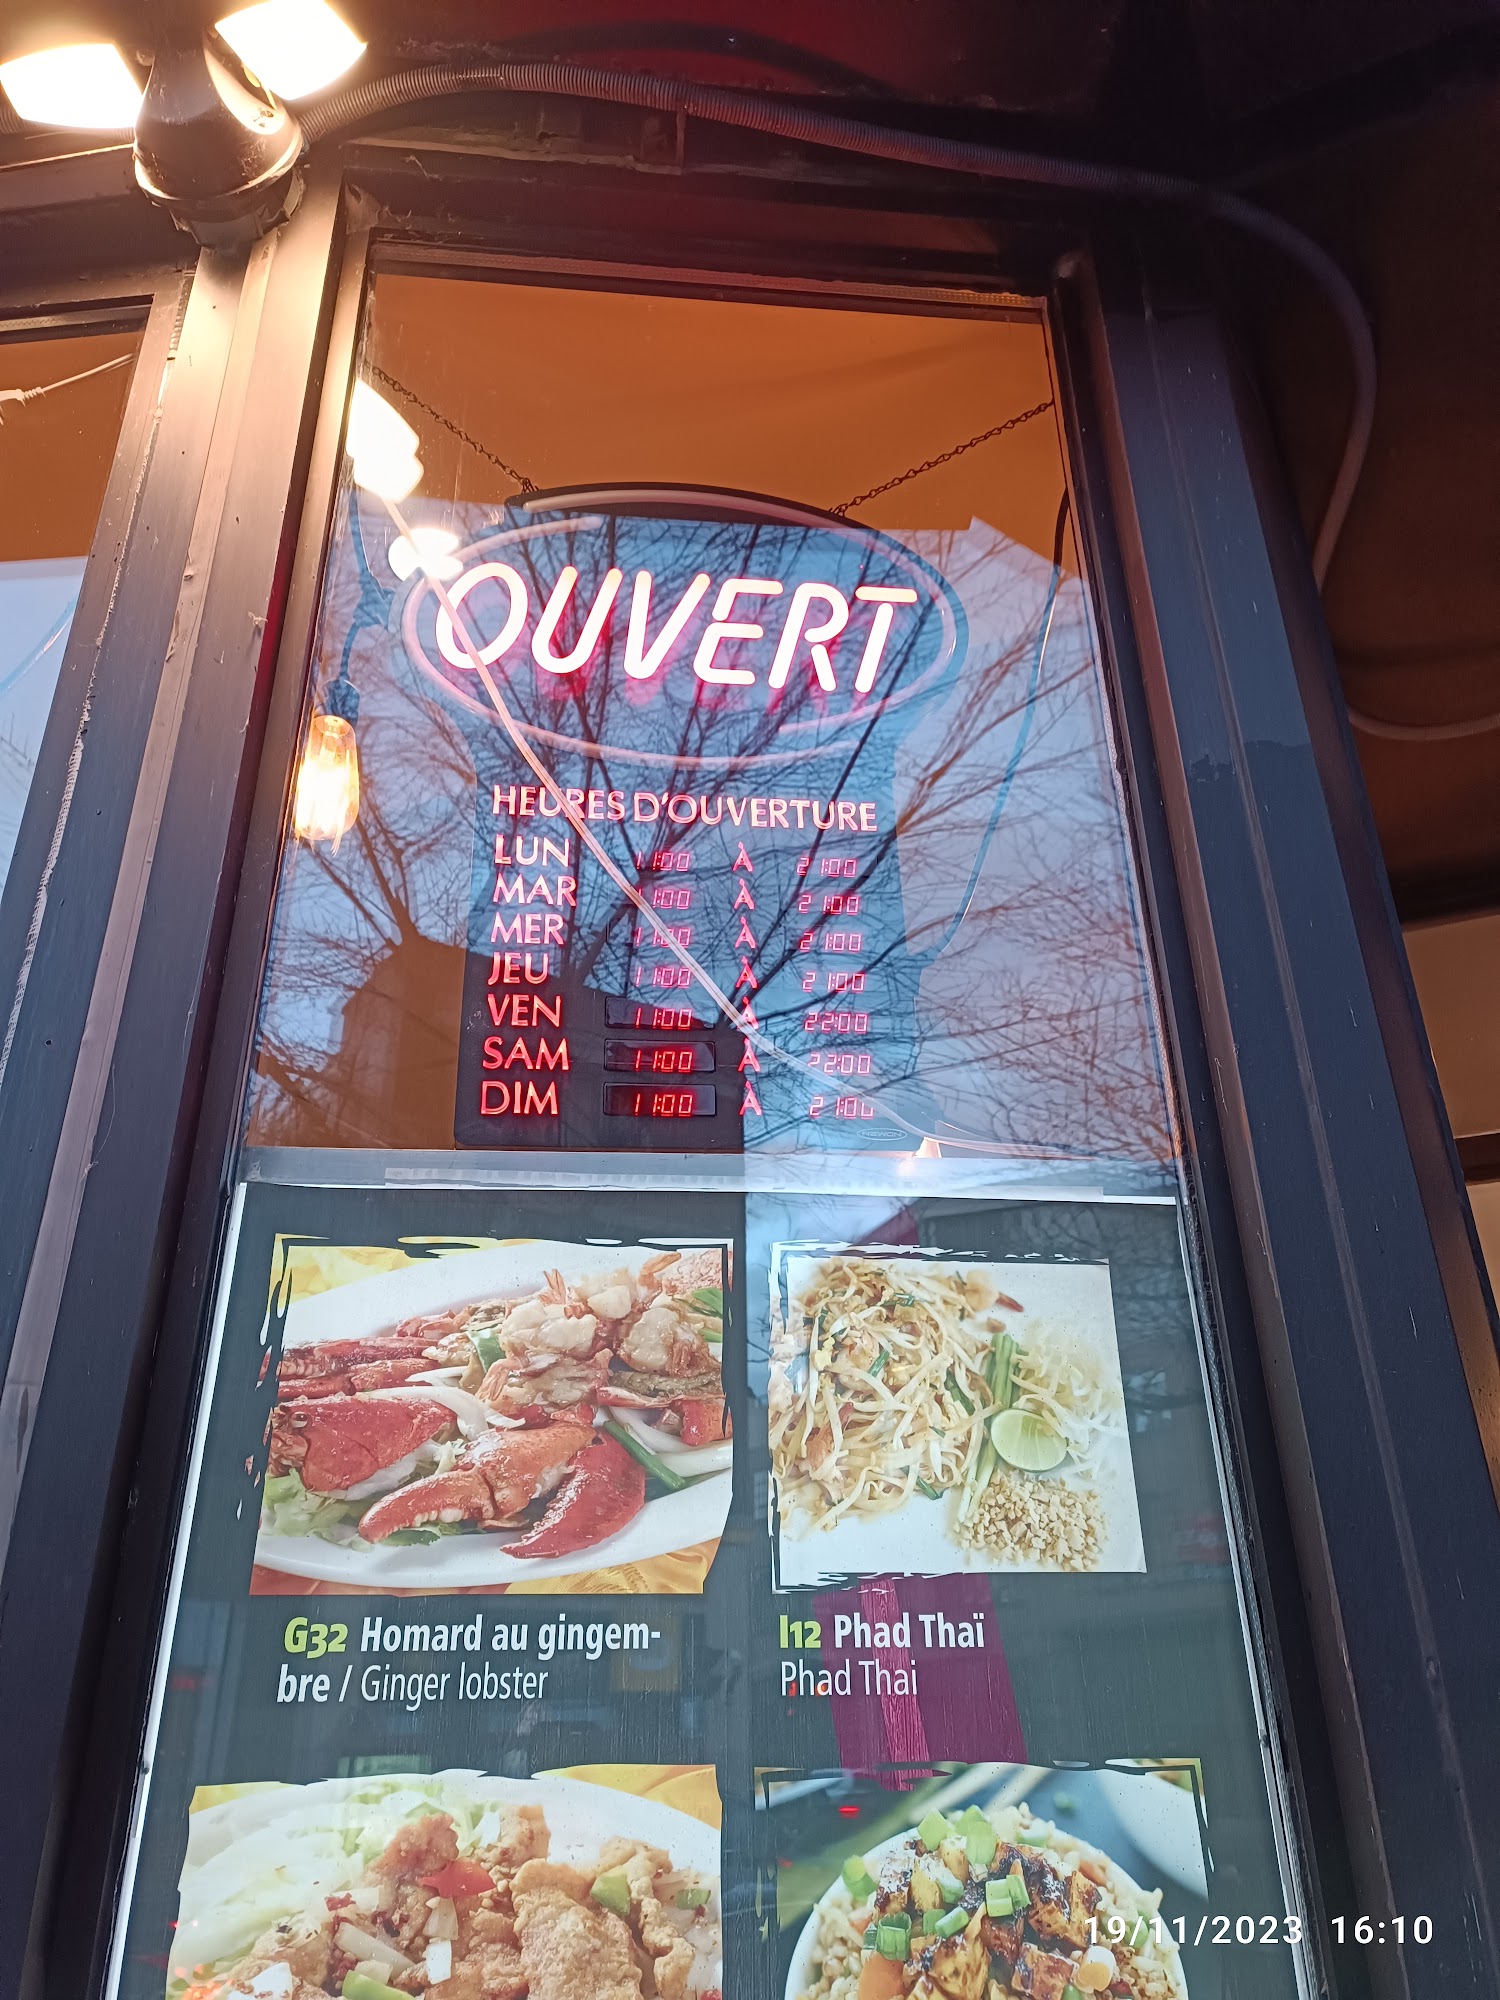 OUVERT
HEURES D'OUVERTURE
LUN 11:00 À 21:00
MAR 11:00 À 21:00
MER 11:00 À 21:00
JEU 11:00 À 21:00
VEN 11:00 À 22:00
SAM 11:00 À 22:00
DIM 11:00 À 21:00
NEWON
G32 Homard au gingem-
bre / Ginger lobster
I12 Phad Thaï
Phad Thai
19/11/2023 16:10